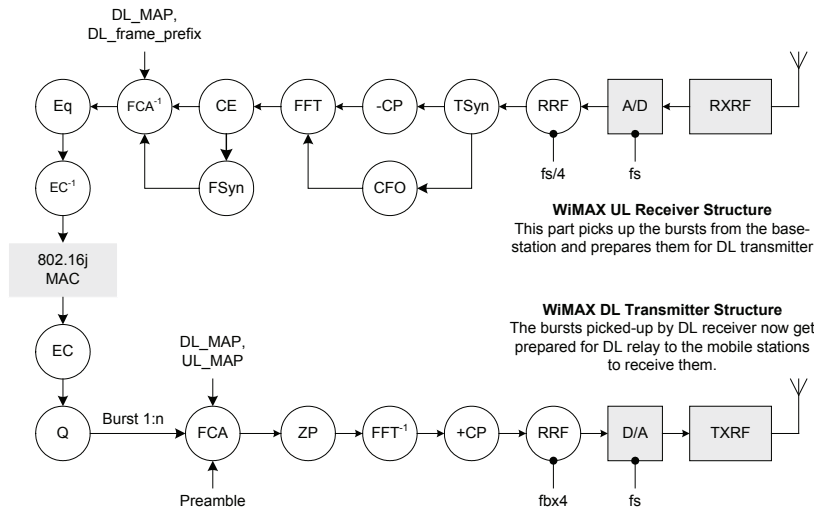 DL_MAP,
DL_frame_prefix
Eq
FCA-1
CE
FFT
-CP
TSyn
RRF
A/D
RXRF
EC-1
FSyn
CFO
fs/4
fs
WiMAX UL Receiver Structure
This part picks up the bursts from the base-
station and prepares them for DL transmitter
802.16j
MAC
WiMAX DL Transmitter Structure
The bursts picked-up by DL receiver now get
prepared for DL relay to the mobile stations
to receive them.
EC
DL_MAP,
UL_MAP
Q
Burst 1:n
FCA
ZP
FFT-1
+CP
RRF
D/A
TXRF
Preamble
fbx4
fs